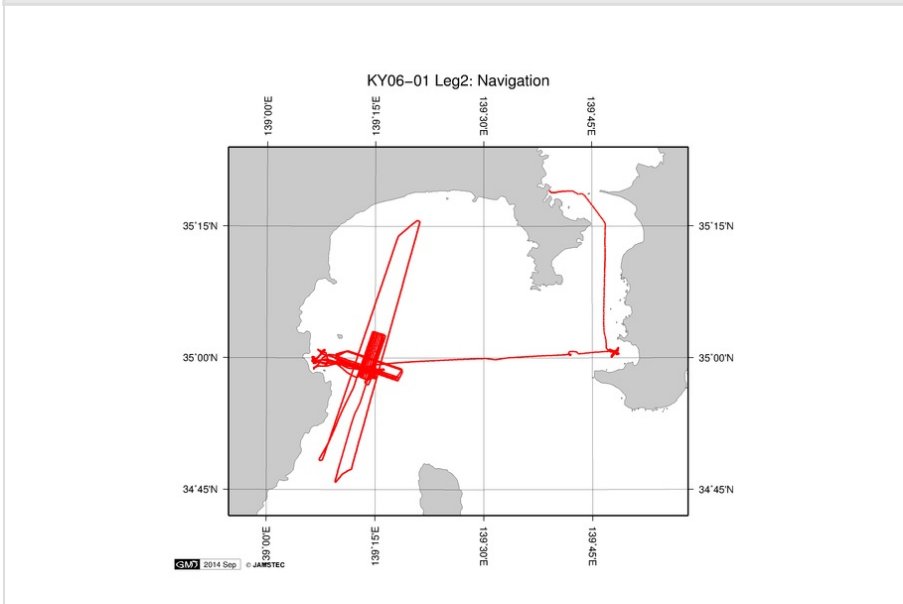 KY06−01 Leg2: Navigation
139˚00'E
139˚15'E
139˚30'E
139˚45'E
35˚15'N
35˚15'N
35˚00'N
35˚00'N
34˚45'N
34˚45'N
139˚00'E
139˚15'E
139˚30'E
139˚45'E
GMD 2014 Sep © JAMSTEC